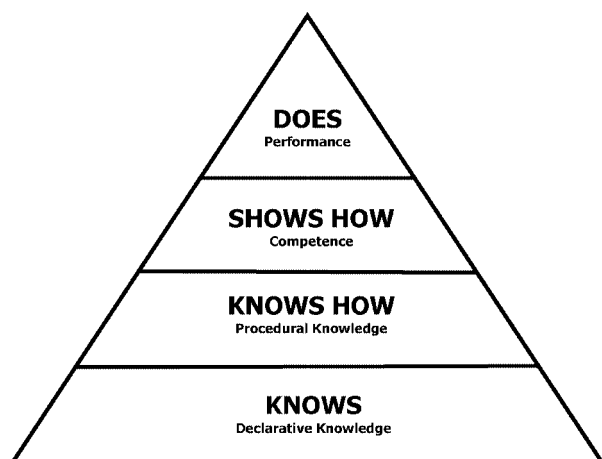 DOES
Performance
SHOWS HOW
Competence
KNOWS HOW
Procedural Knowledge
KNOWS
Declarative Knowledge